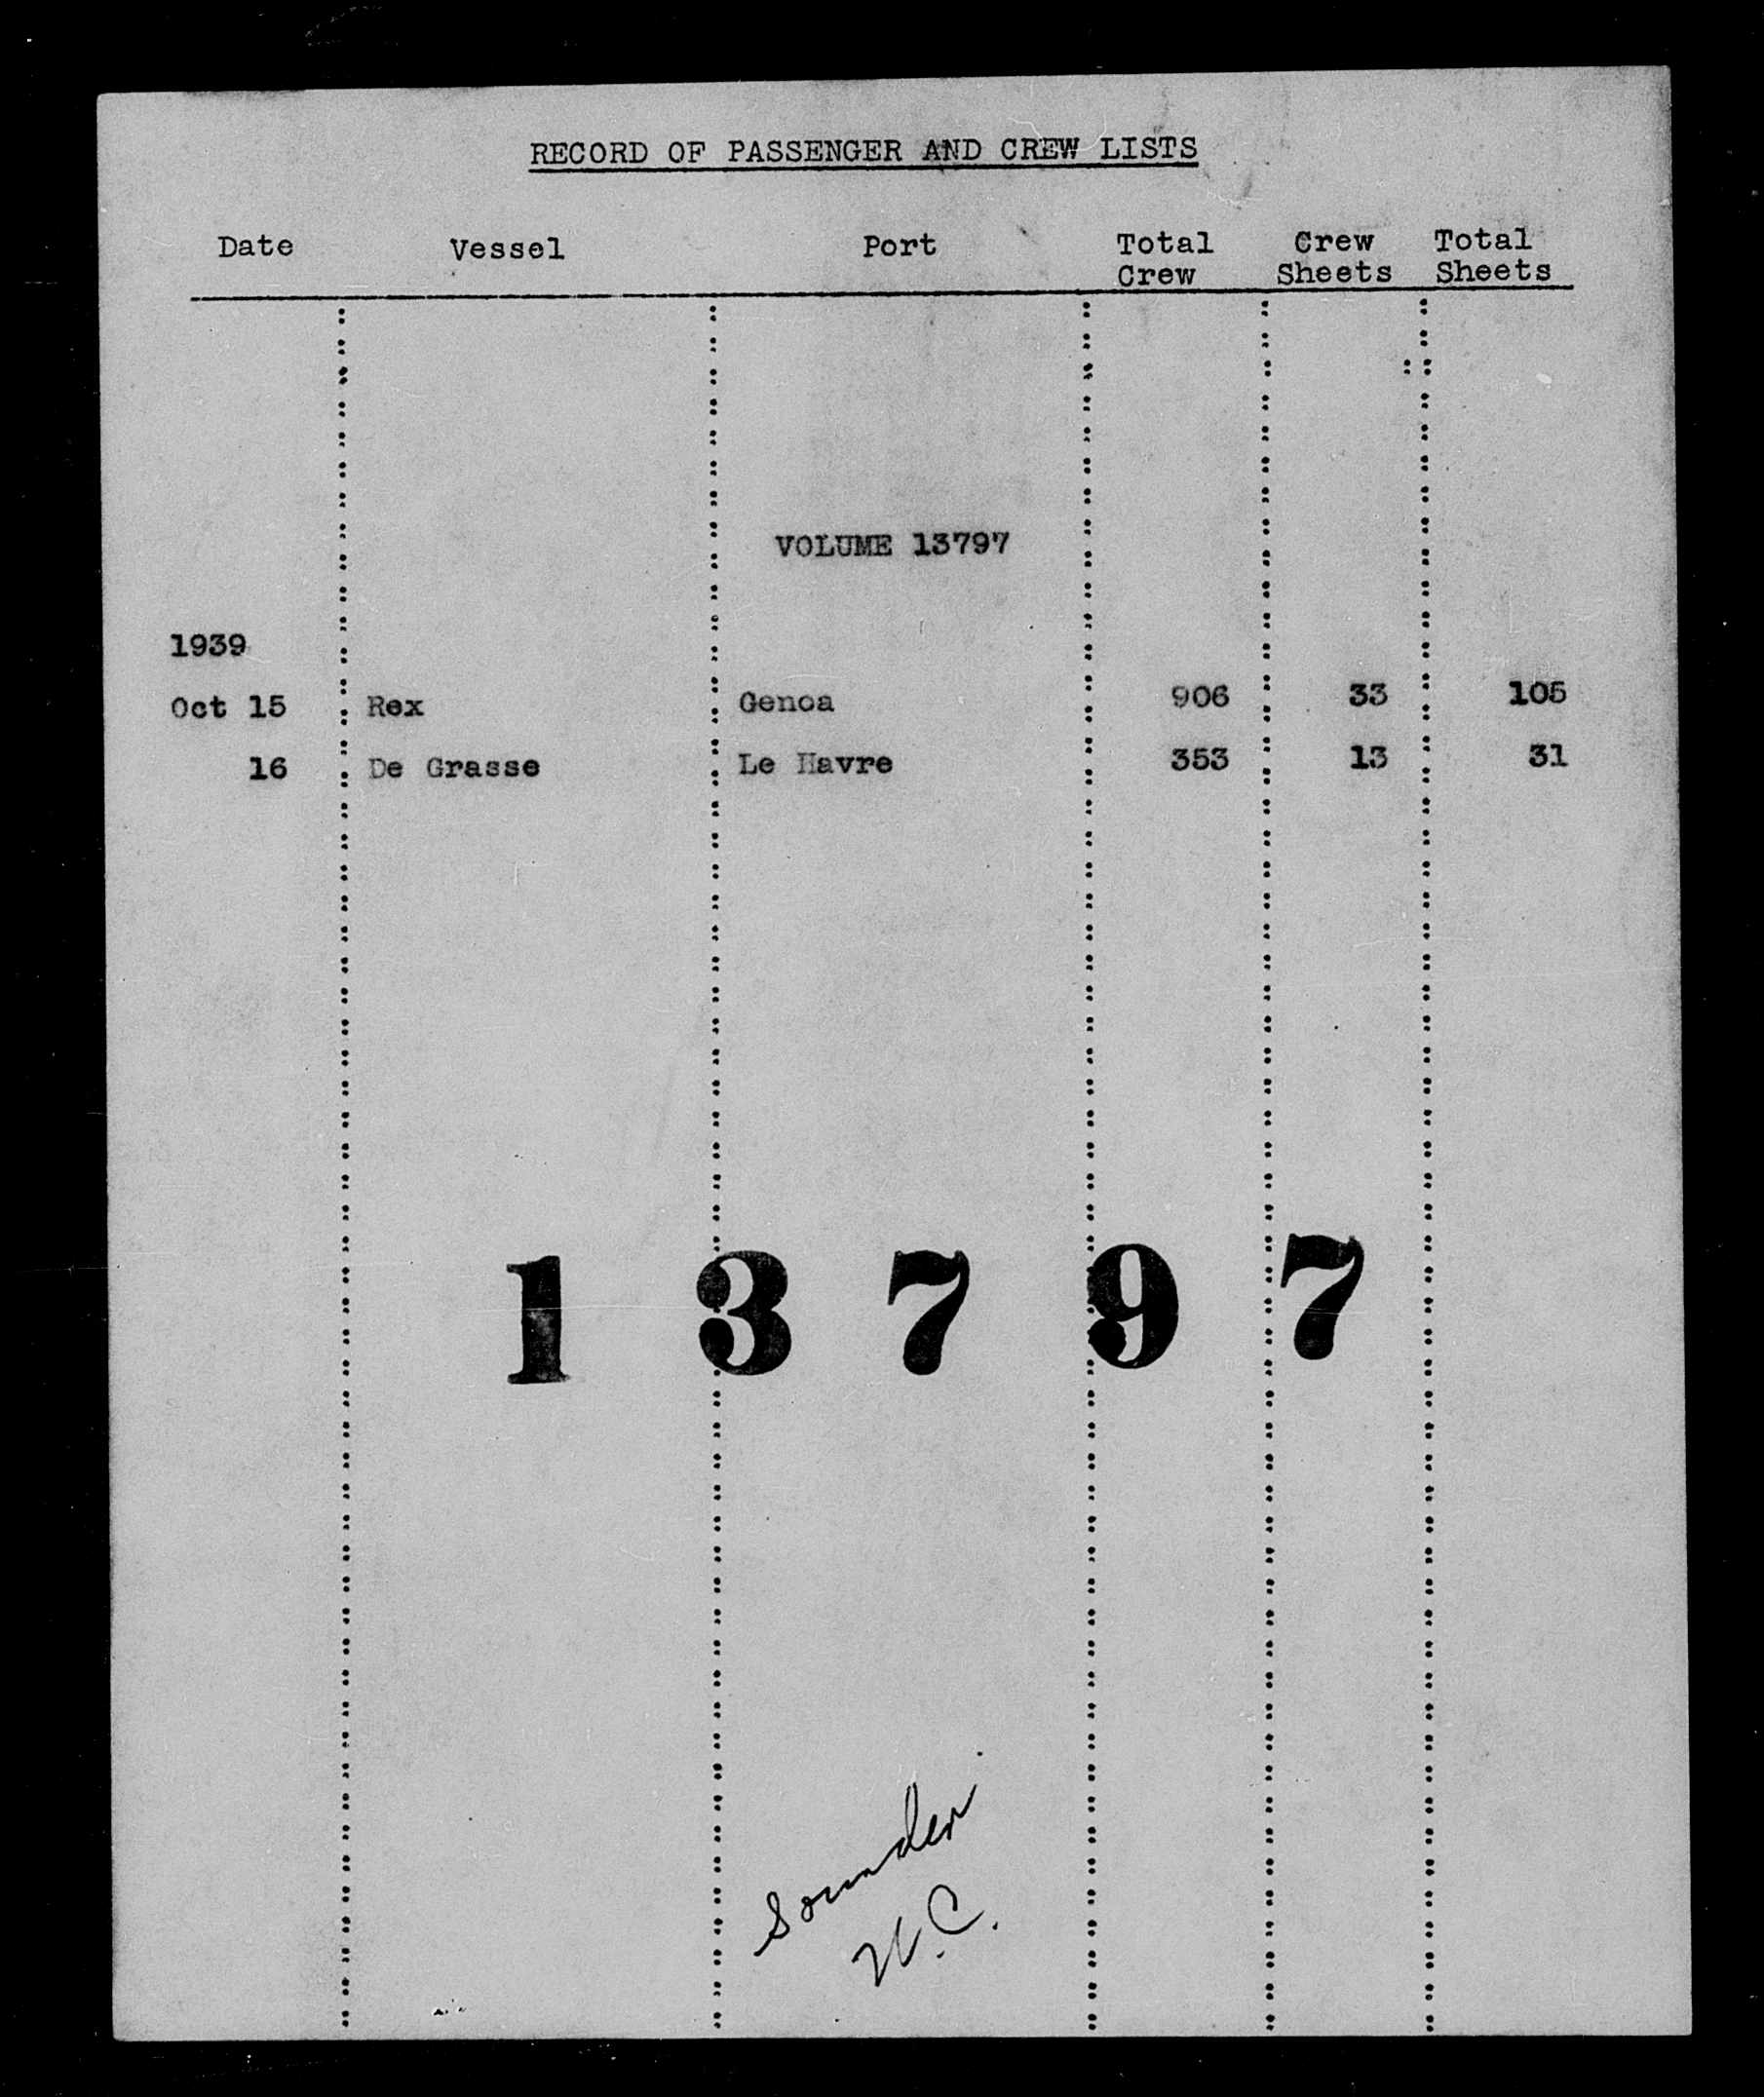 RECORD OF PASSENGER AND CREW LISTS
Date Vessel Port Total Crew Crew Sheets Total Sheets
VOLUME 13797
1939
Oct 15 Rex Genoa 906 33 105
16 De Grasse Le Havre 353 13 31
1 3 7 9 7